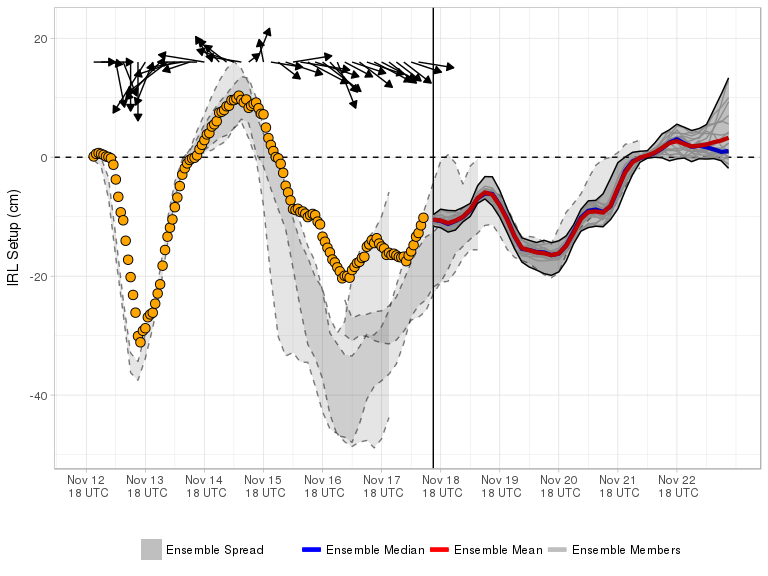 IRL Setup (cm)
20
0
-20
-40
Nov 12 Nov 13 Nov 14 Nov 15 Nov 16 Nov 17 Nov 18 Nov 19 Nov 20 Nov 21 Nov 22
18 UTC 18 UTC 18 UTC 18 UTC 18 UTC 18 UTC 18 UTC 18 UTC 18 UTC 18 UTC 18 UTC
Ensemble Spread Ensemble Median Ensemble Mean Ensemble Members